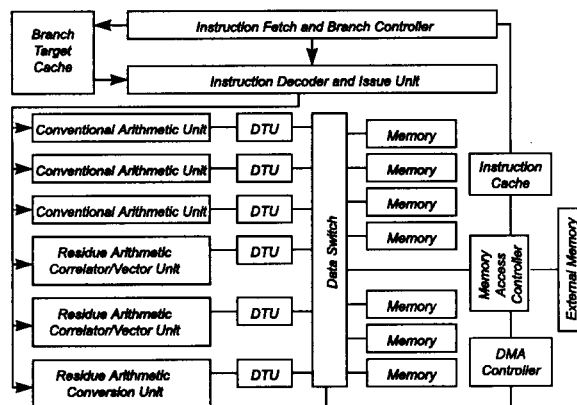 Branch
Target
Cache
Instruction Fetch and Branch Controller
Instruction Decoder and Issue Unit
Conventional Arithmetic Unit
DTU
Conventional Arithmetic Unit
DTU
Conventional Arithmetic Unit
DTU
Residue Arithmetic
Correlator/Vector Unit
DTU
Residue Arithmetic
Correlator/Vector Unit
DTU
Residue Arithmetic
Conversion Unit
DTU
Data Switch
Memory
Memory
Memory
Memory
Memory
Memory
Memory
Instruction
Cache
Memory
Access
Controller
DMA
Controller
External Memory